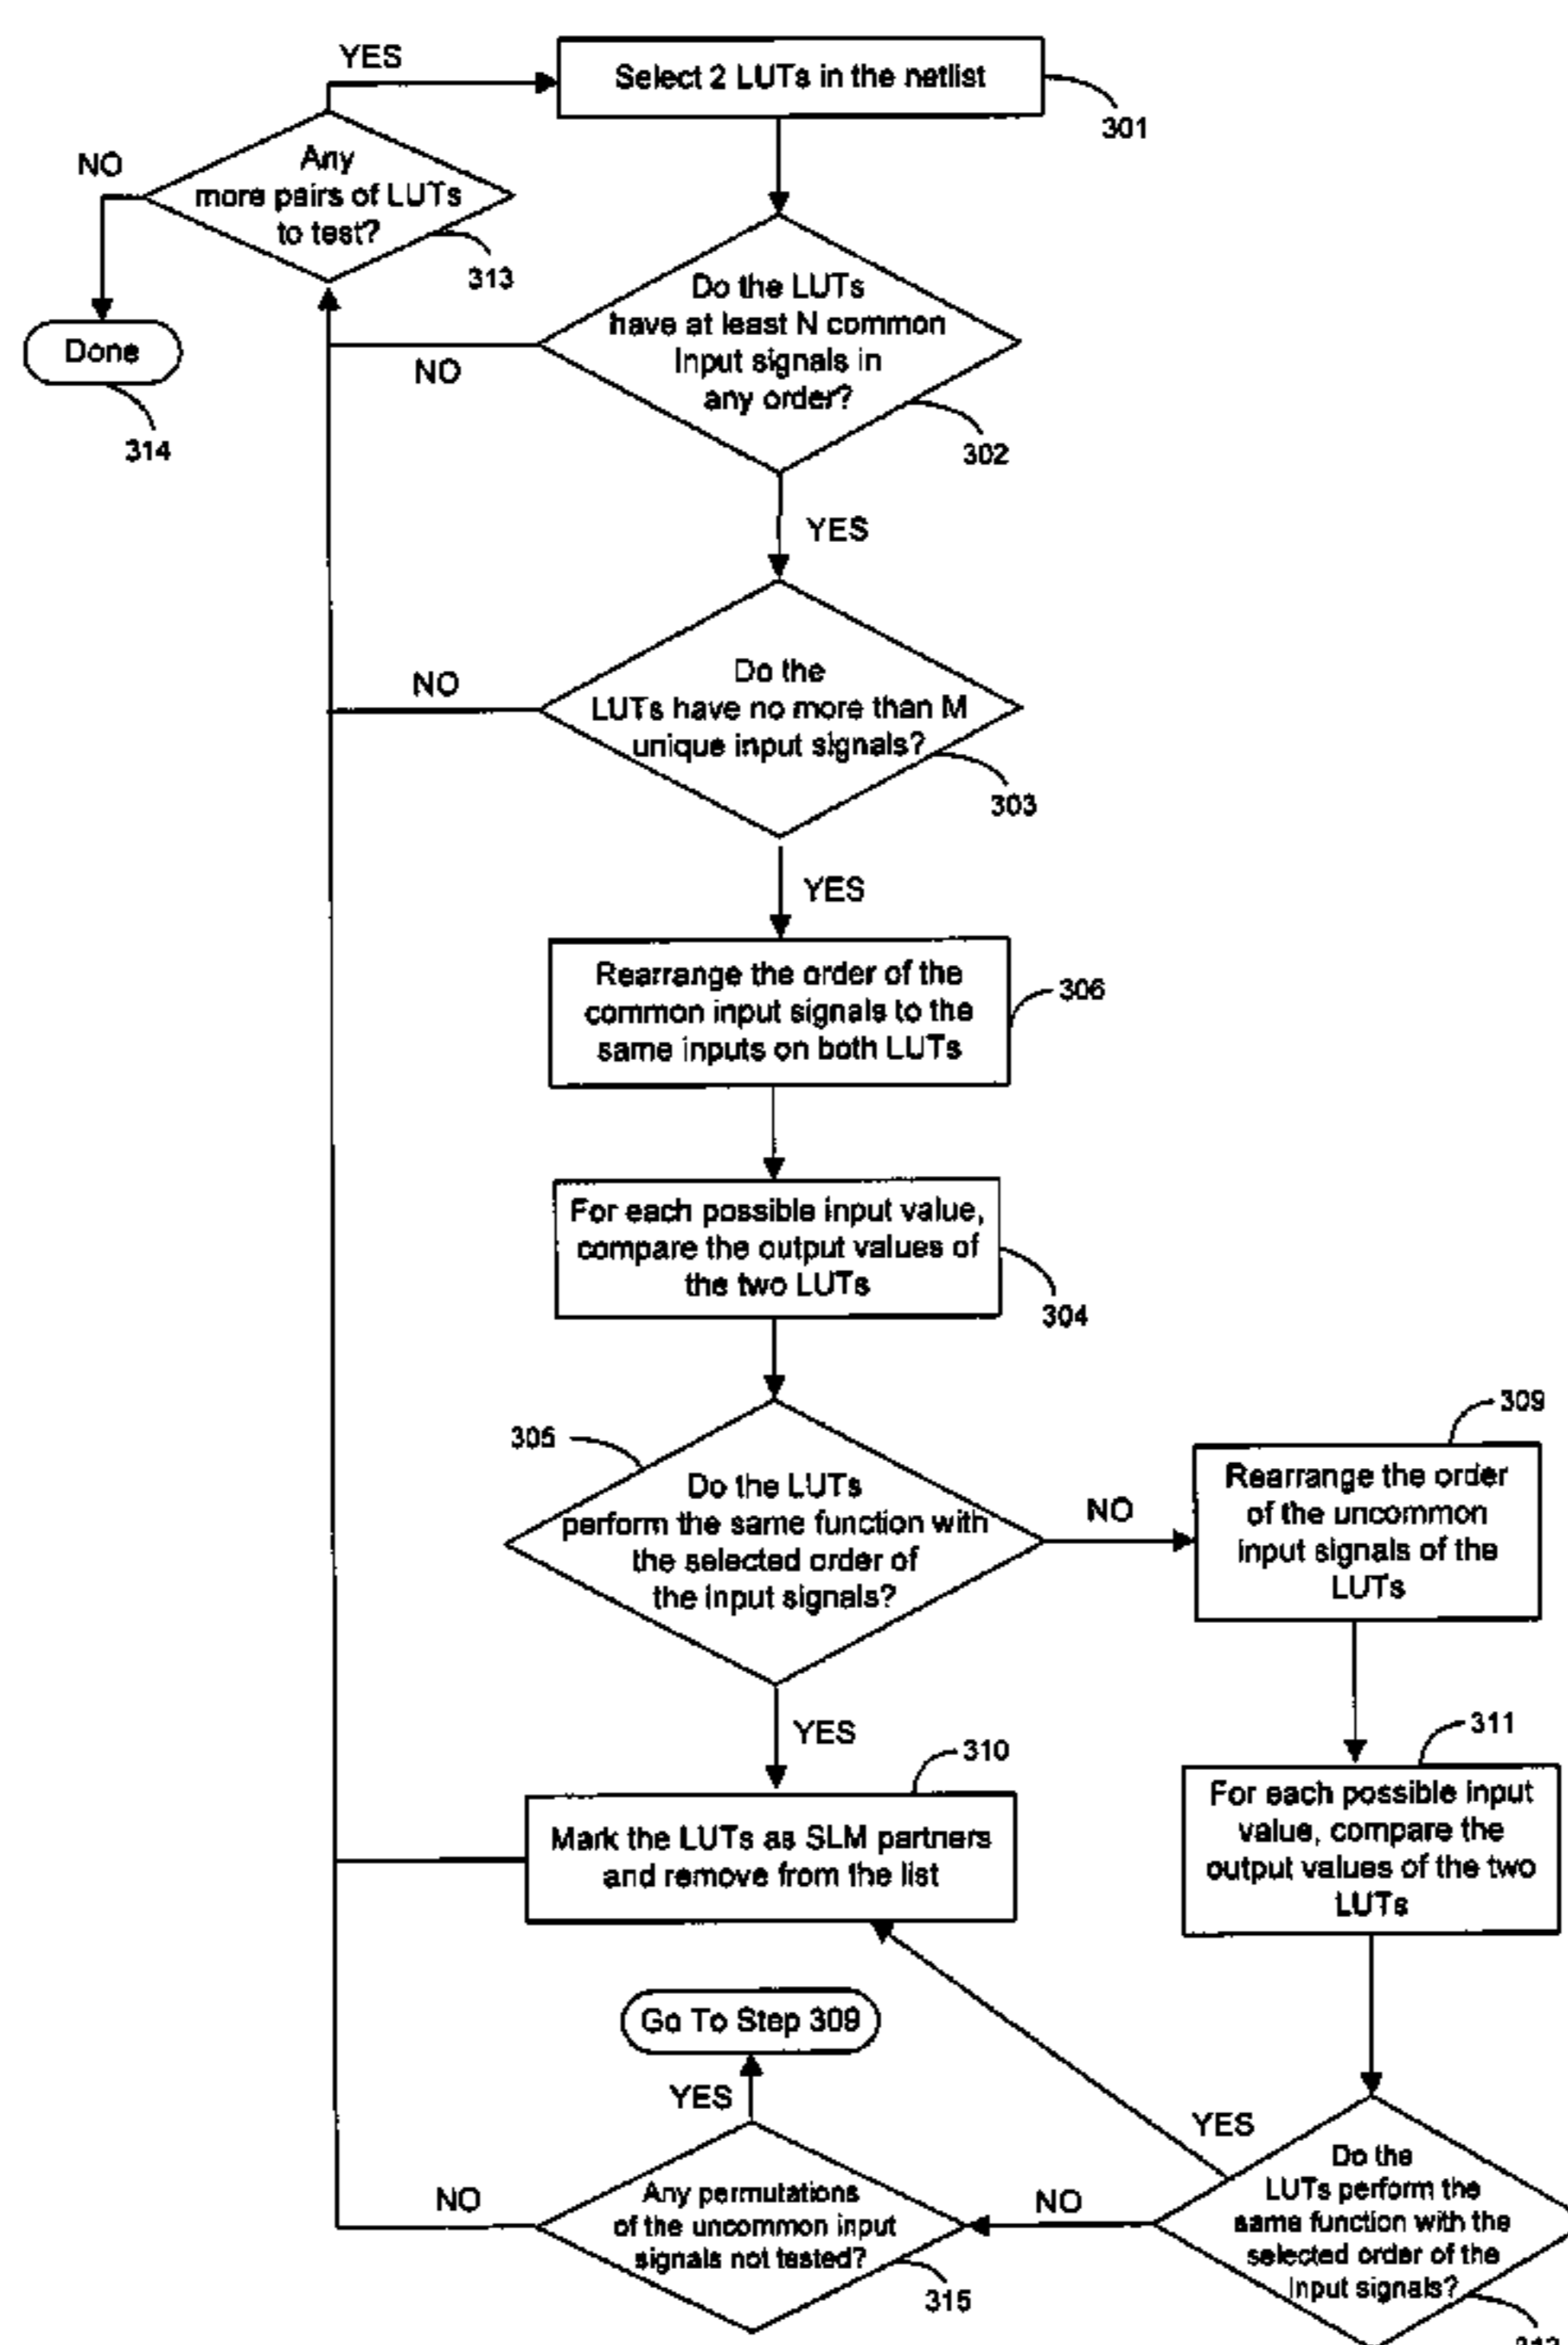 YES
Select 2 LUTs in the netlist
301
NO
Any
more pairs of LUTs
to test?
313
Done
314
Do the LUTs
have at least N common
Input signals in
any order?
302
NO
YES
Do the
LUTs have no more than M
unique input signals?
303
NO
YES
Rearrange the order of the
common input signals to the
same inputs on both LUTs
306
For each possible input value,
compare the output values of
the two LUTs
304
305
Do the LUTs
perform the same function with
the selected order of
the input signals?
NO
309
Rearrange the order
of the uncommon
input signals of the
LUTs
YES
310
Mark the LUTs as SLM partners
and remove from the list
311
For each possible input
value, compare the
output values of the two
LUTs
Go To Step 309
YES
YES
Do the
LUTs perform the
same function with the
selected order of the
Input signals?
NO
Any permutations
of the uncommon input
signals not tested?
315
NO